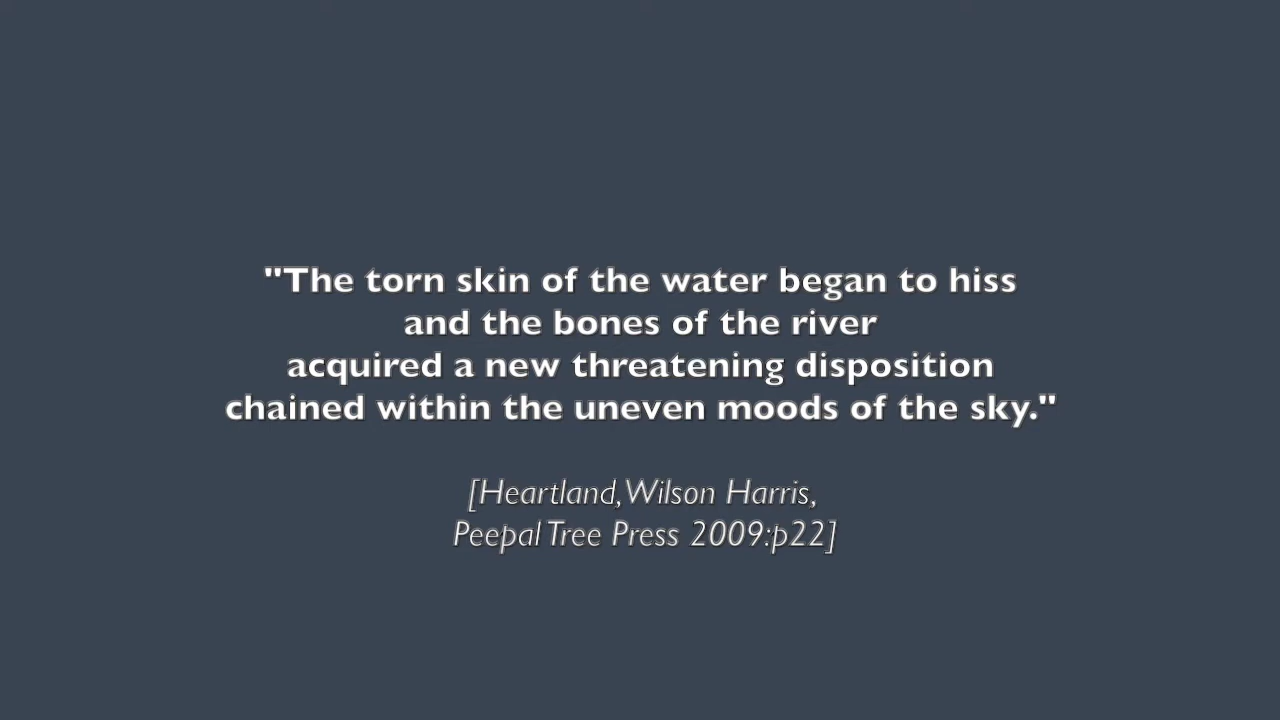 "The torn skin of the water began to hiss
and the bones of the river
acquired a new threatening disposition
chained within the uneven moods of the sky."
[Heartland,Wilson Harris,
Peepal Tree Press 2009:p22]